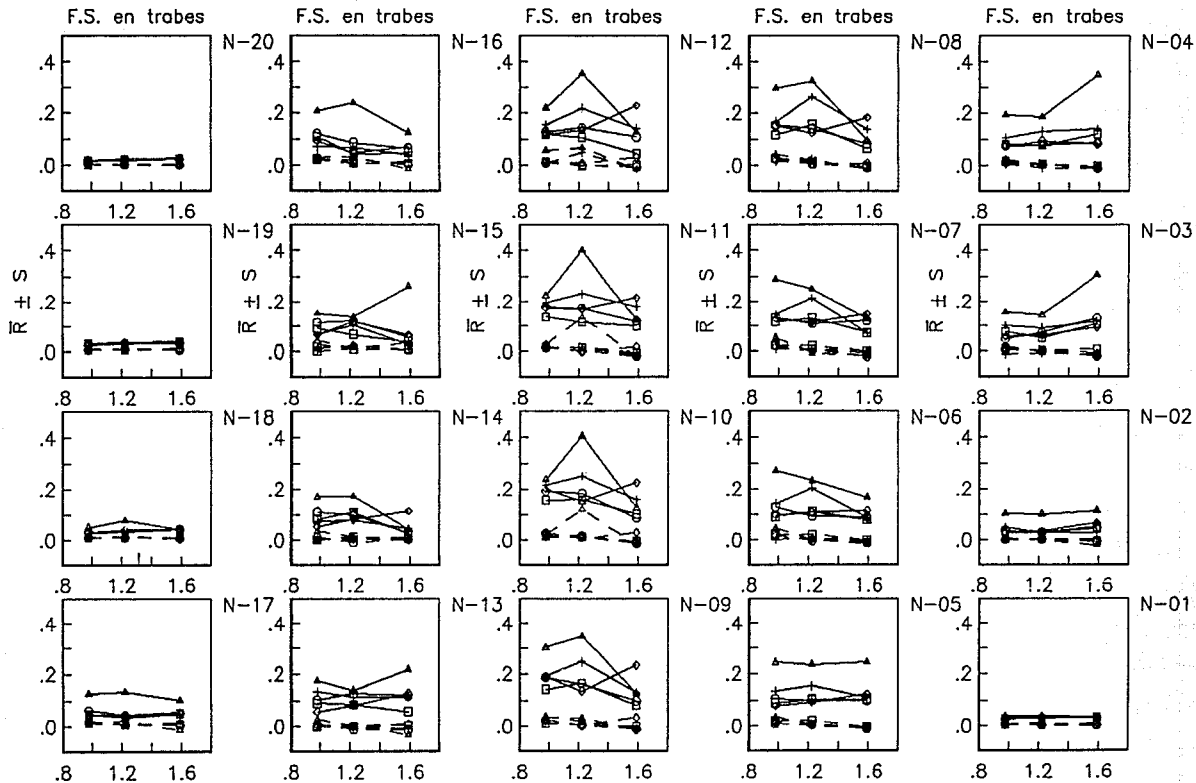 F.S. en trabes F.S. en trabes F.S. en trabes F.S. en trabes F.S. en trabes
N-20 N-16 N-12 N-08 N-04
.4 .4 .4 .4 .4
.2 .2 .2 .2 .2
.0 .0 .0 .0 .0
.8 1.2 1.6 .8 1.2 1.6 .8 1.2 1.6 .8 1.2 1.6 .8 1.2 1.6
N-19 N-15 N-11 N-07 N-03
.4 .4 .4 .4 .4
R̅ ± S R̅ ± S R̅ ± S R̅ ± S R̅ ± S
.2 .2 .2 .2 .2
.0 .0 .0 .0 .0
.8 1.2 1.6 .8 1.2 1.6 .8 1.2 1.6 .8 1.2 1.6 .8 1.2 1.6
N-18 N-14 N-10 N-06 N-02
.4 .4 .4 .4 .4
.2 .2 .2 .2 .2
.0 .0 .0 .0 .0
.8 1.2 1.6 .8 1.2 1.6 .8 1.2 1.6 .8 1.2 1.6 .8 1.2 1.6
N-17 N-13 N-09 N-05 N-01
.4 .4 .4 .4 .4
.2 .2 .2 .2 .2
.0 .0 .0 .0 .0
.8 1.2 1.6 .8 1.2 1.6 .8 1.2 1.6 .8 1.2 1.6 .8 1.2 1.6